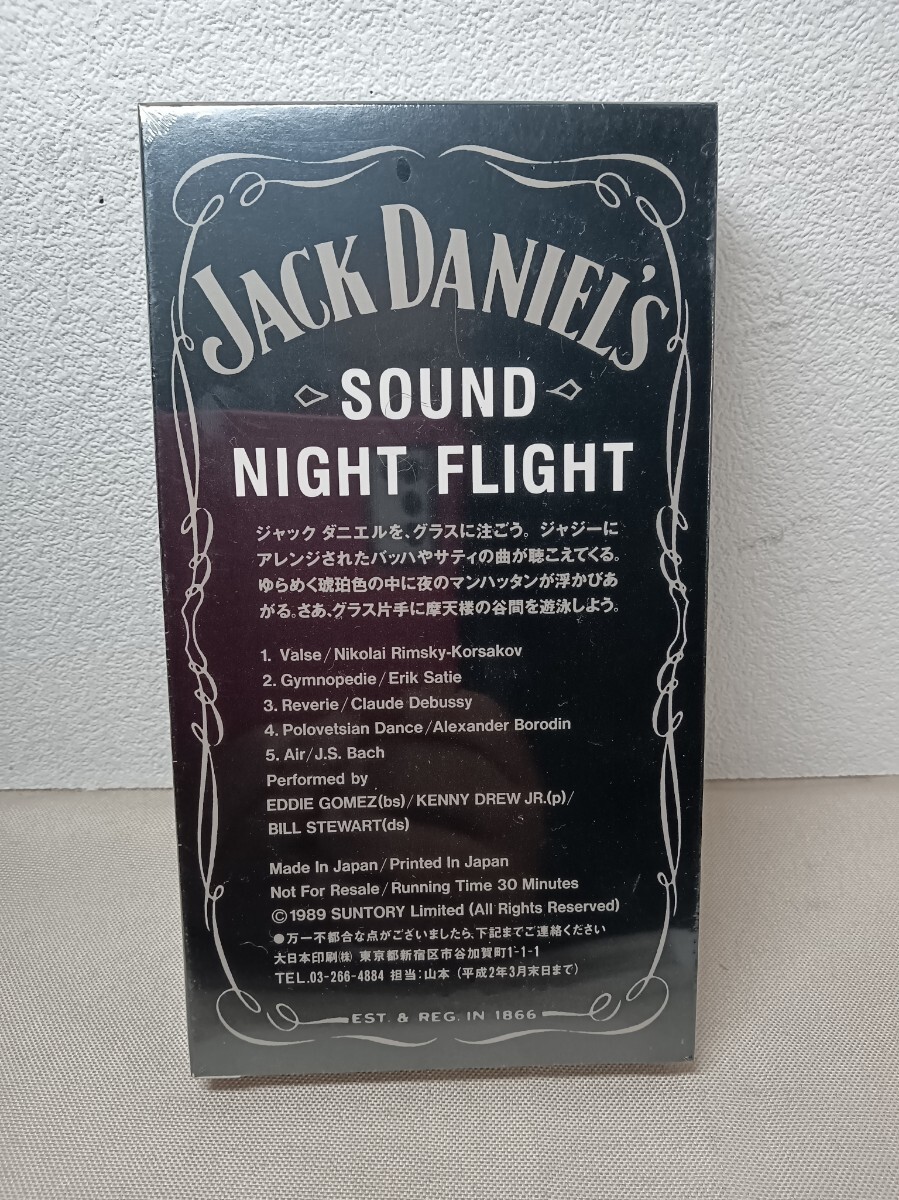 JACK DANIEL'S
SOUND
NIGHT FLIGHT
ジャック ダニエルを、グラスに注ごう。ジャジーに
アレンジされたバッハやサティの曲が聴こえてくる。
ゆらめく琥珀色の中に夜のマンハッタンが浮かびあ
がる。さあ、グラス片手に摩天楼の谷間を遊泳しよう。
1. Valse/Nikolai Rimsky-Korsakov
2. Gymnopedie/Erik Satie
3. Reverie/Claude Debussy
4. Polovetsian Dance/Alexander Borodin
5. Air/J.S. Bach
Performed by
EDDIE GOMEZ(bs)/KENNY DREW JR.(p)/
BILL STEWART(ds)
Made In Japan/Printed In Japan
Not For Resale/Running Time 30 Minutes
©1989 SUNTORY Limited (All Rights Reserved)
●万一不都合な点がございましたら、下記までご連絡ください
大日本印刷㈱ 東京都新宿区市谷加賀町1-1-1
TEL.03-266-4884 担当:山本(平成2年3月末日まで)
EST. & REG. IN 1866